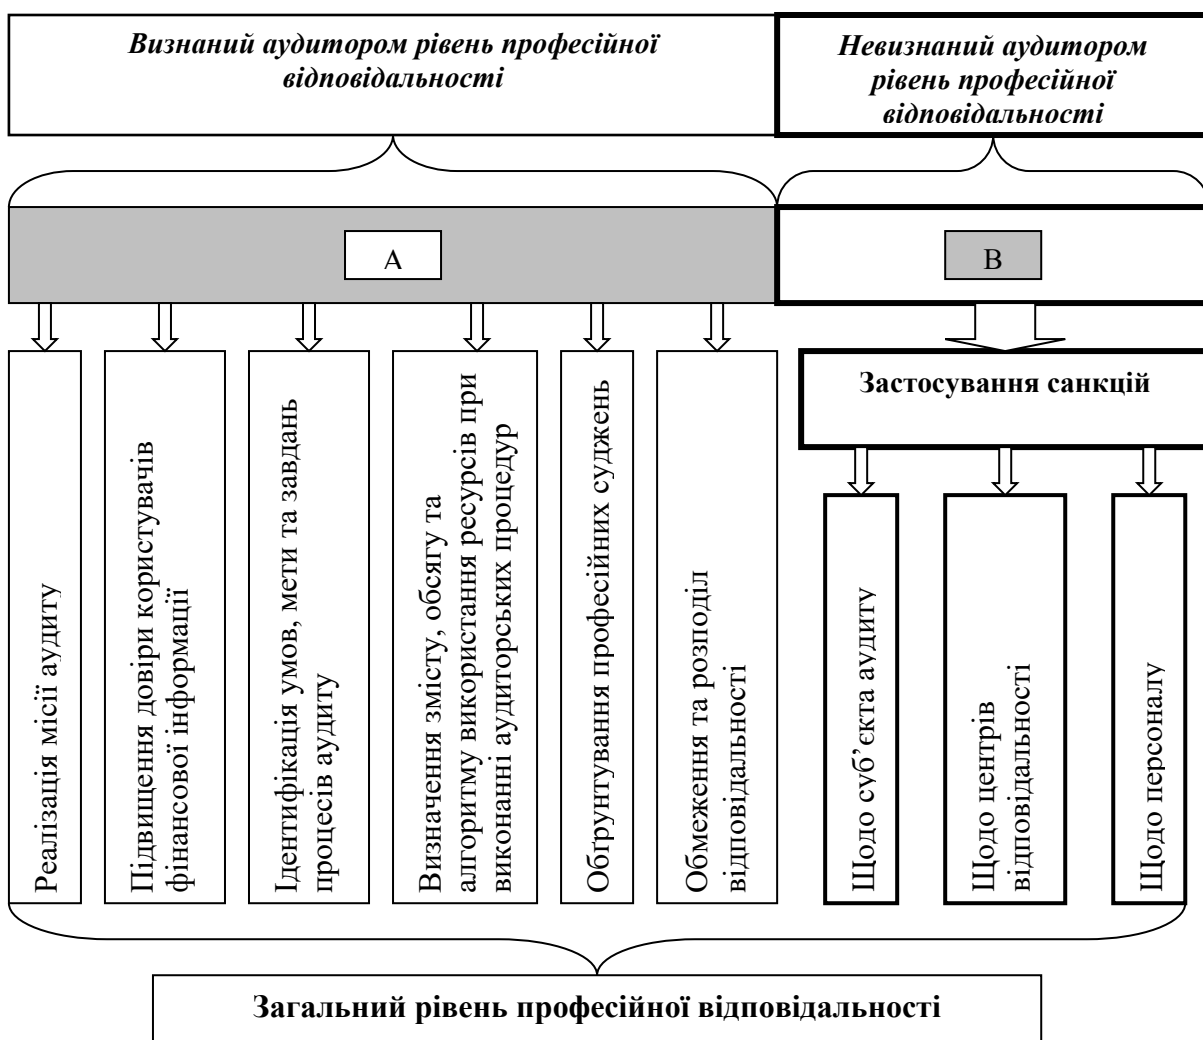 Визнаний аудитором рівень професійної
відповідальності
Невизнаний аудитором
рівень професійної
відповідальності
А
В
Реалізація місії аудиту
Підвищення довіри користувачів
фінансової інформації
Ідентифікація умов, мети та завдань
процесів аудиту
Визначення змісту, обсягу та
алгоритму використання ресурсів при
виконанні аудиторських процедур
Обґрунтування професійних суджень
Обмеження та розподіл
відповідальності
Застосування санкцій
Щодо суб’єкта аудиту
Щодо центрів
відповідальності
Щодо персоналу
Загальний рівень професійної відповідальності